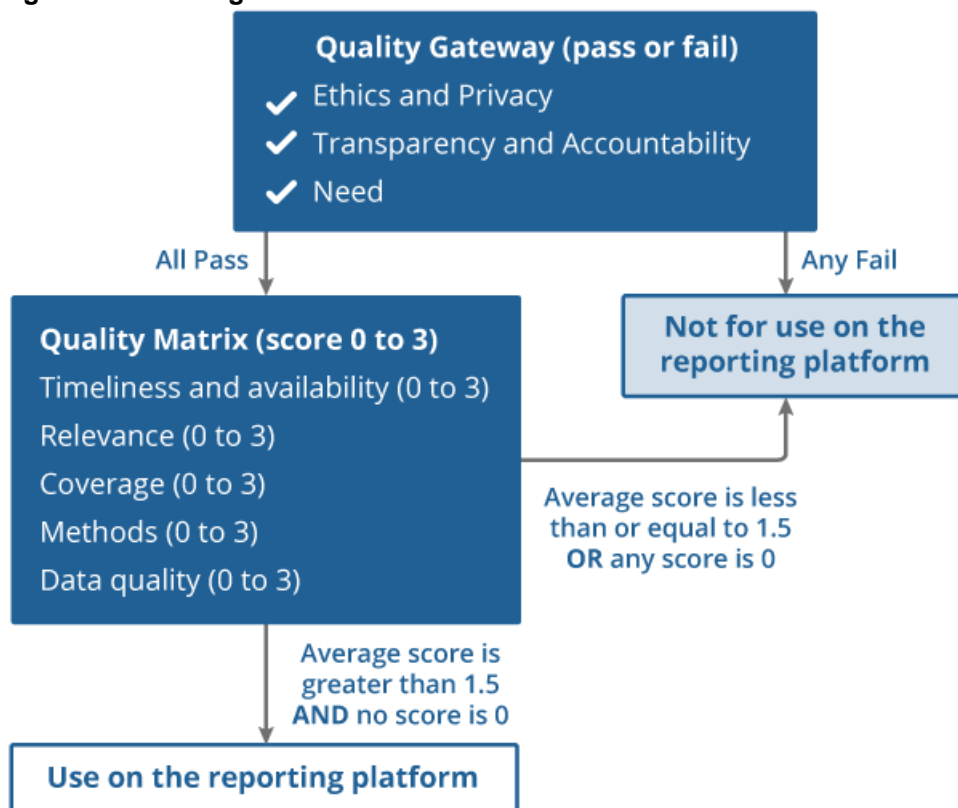 Quality Gateway (pass or fail)
Ethics and Privacy
Transparency and Accountability
Need
All Pass
Any Fail
Quality Matrix (score 0 to 3)
Timeliness and availability (0 to 3)
Relevance (0 to 3)
Coverage (0 to 3)
Methods (0 to 3)
Data quality (0 to 3)
Not for use on the
reporting platform
Average score is less
than or equal to 1.5
OR any score is 0
Average score is
greater than 1.5
AND no score is 0
Use on the reporting platform